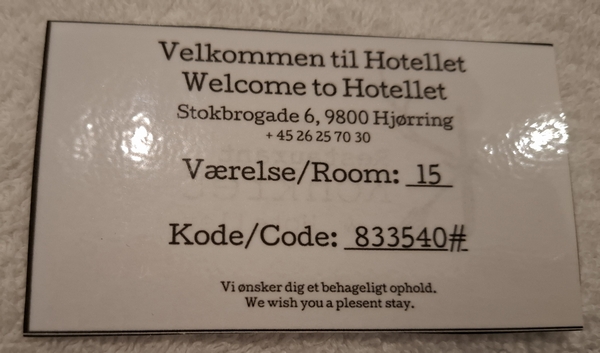 Velkommen til Hotellet
Welcome to Hotellet
Stokbrogade 6, 9800 Hjørring
+ 45 26 25 70 30
Værelse/Room: 15
Kode/Code: 833540#
Vi ønsker dig et behageligt ophold.
We wish you a plesent stay.